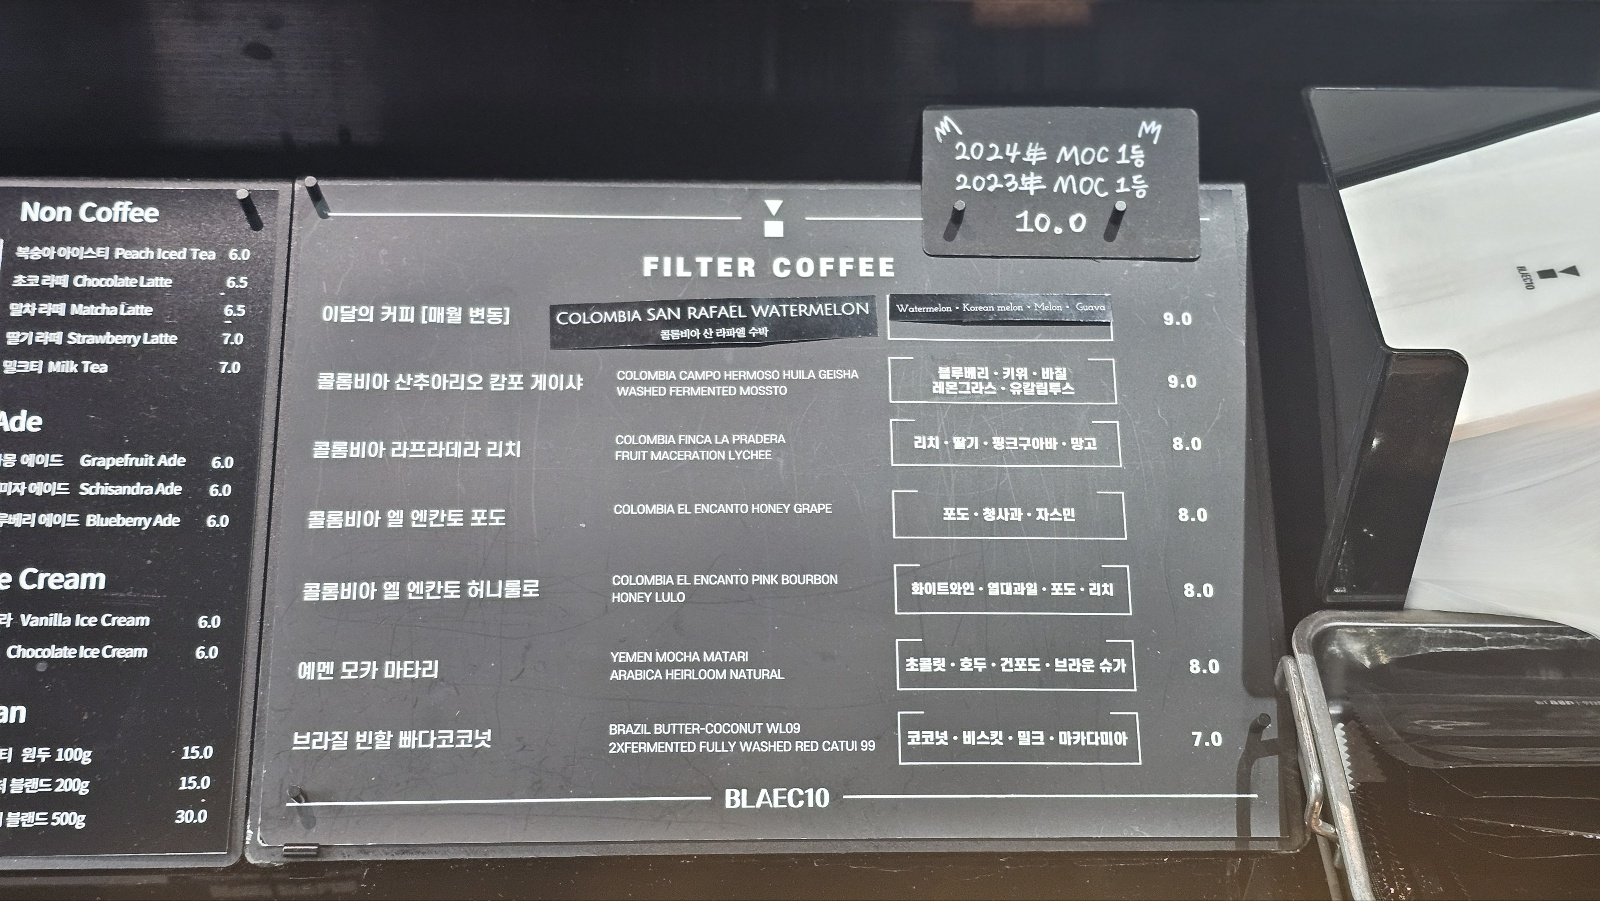 Non Coffee
복숭아 아이스티 Peach Iced Tea 6.0
초코 라떼 Chocolate Latte 6.5
말차 라떼 Matcha Latte 6.5
딸기 라떼 Strawberry Latte 7.0
밀크티 Milk Tea 7.0
Ade
에이드 Grapefruit Ade 6.0
에이드 Schisandra Ade 6.0
에이드 Blueberry Ade 6.0
Cream
Vanilla Ice Cream 6.0
Chocolate Ice Cream 6.0
원두 100g 15.0
블랜드 200g 15.0
블랜드 500g 30.0
2024年 MOC 1등
2023年 MOC 1등
10.0
FILTER COFFEE
이달의 커피 [매월 변동]
COLOMBIA SAN RAFAEL WATERMELON
콜롬비아 산 라파엘 수박
Watermelon • Korean melon • Melon • Guava
9.0
콜롬비아 산추아리오 캄포 게이샤
COLOMBIA CAMPO HERMOSO HUILA GEISHA
WASHED FERMENTED MOSSTO
블루베리 • 키위 • 바질
레몬그라스 • 유칼립투스
9.0
콜롬비아 라프라데라 리치
COLOMBIA FINCA LA PRADERA
FRUIT MACERATION LYCHEE
리치 • 딸기 • 핑크구아바 • 망고
8.0
콜롬비아 엘 엔칸토 포도
COLOMBIA EL ENCANTO HONEY GRAPE
포도 • 청사과 • 자스민
8.0
콜롬비아 엘 엔칸토 허니룰로
COLOMBIA EL ENCANTO PINK BOURBON
HONEY LULO
화이트와인 • 열대과일 • 포도 • 리치
8.0
예멘 모카 마타리
YEMEN MOCHA MATARI
ARABICA HEIRLOOM NATURAL
초콜릿 • 호두 • 건포도 • 브라운 슈가
8.0
브라질 빈할 빠다코코넛
BRAZIL BUTTER-COCONUT WL09
2XFERMENTED FULLY WASHED RED CATUI 99
코코넛 • 비스킷 • 밀크 • 마카다미아
7.0
BLAEC10
BLAEC10